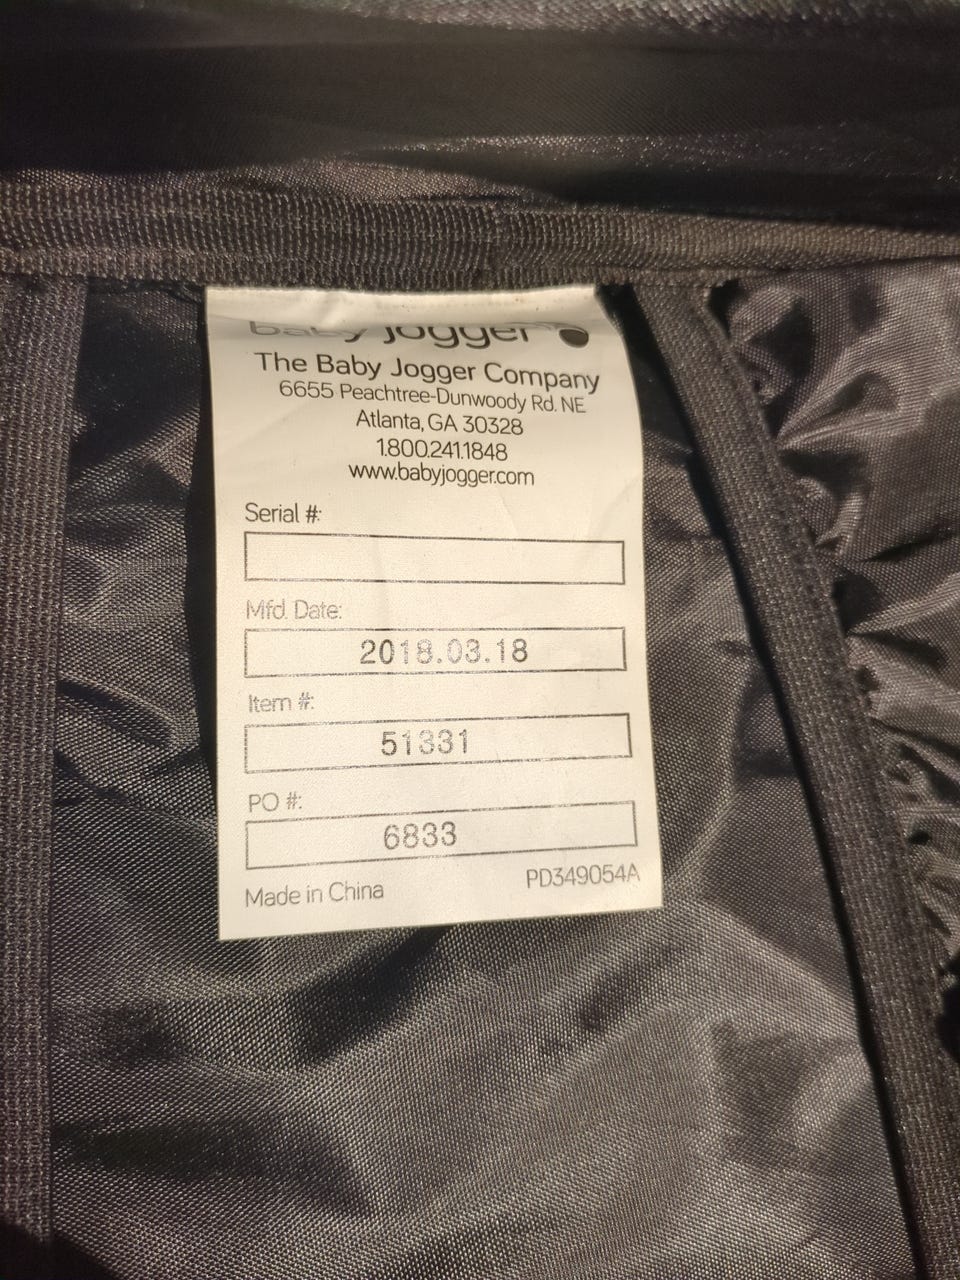 baby jogger
The Baby Jogger Company
6655 Peachtree-Dunwoody Rd. NE
Atlanta, GA 30328
1.800.241.1848
www.babyjogger.com
Serial #:
Mfd. Date:
2018.03.18
Item #:
51331
PO #:
6833
Made in China
PD349054A